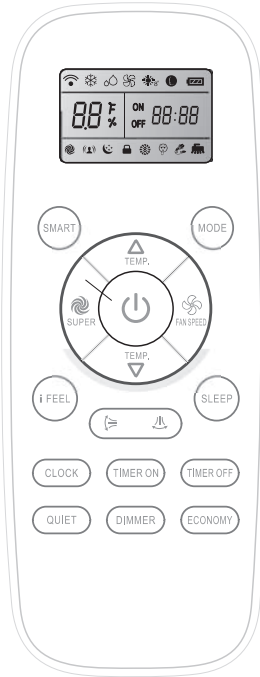 88 °F %
ON
OFF 88:88
SMART
MODE
TEMP.
SUPER
FAN SPEED
TEMP.
i FEEL
SLEEP
CLOCK
TIMER ON
TIMER OFF
QUIET
DIMMER
ECONOMY